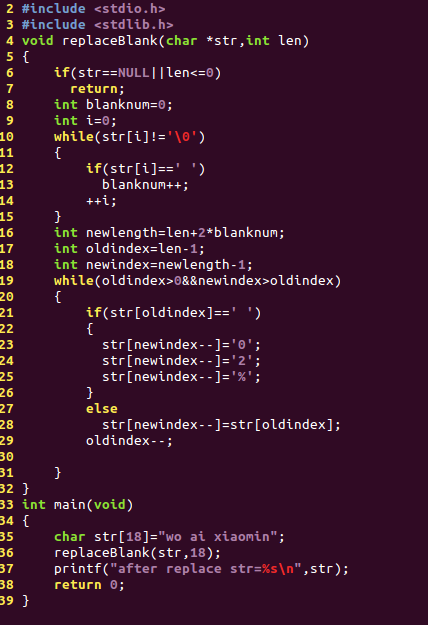 2 #include <stdio.h>
3 #include <stdlib.h>
4 void replaceBlank(char *str,int len)
5 {
6     if(str==NULL||len<=0)
7       return;
8     int blanknum=0;
9     int i=0;
10     while(str[i]!='\0')
11     {
12         if(str[i]==' ')
13           blanknum++;
14         ++i;
15     }
16     int newlength=len+2*blanknum;
17     int oldindex=len-1;
18     int newindex=newlength-1;
19     while(oldindex>0&&newindex>oldindex)
20     {
21         if(str[oldindex]==' ')
22         {
23           str[newindex--]='0';
24           str[newindex--]='2';
25           str[newindex--]='%';
26         }
27         else
28           str[newindex--]=str[oldindex];
29         oldindex--;
30
31     }
32 }
33 int main(void)
34 {
35     char str[18]="wo ai xiaomin";
36     replaceBlank(str,18);
37     printf("after replace str=%s\n",str);
38     return 0;
39 }